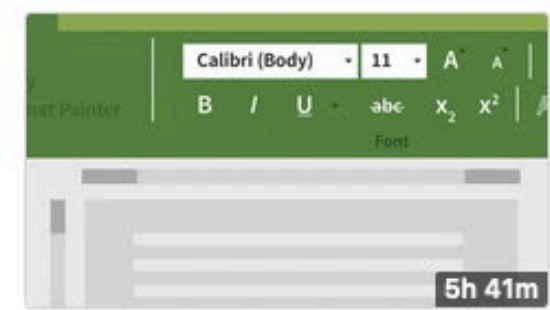 Calibri (Body) 11 A A
nat Painter
B I U abc X₂ X²
Font
5h 41m